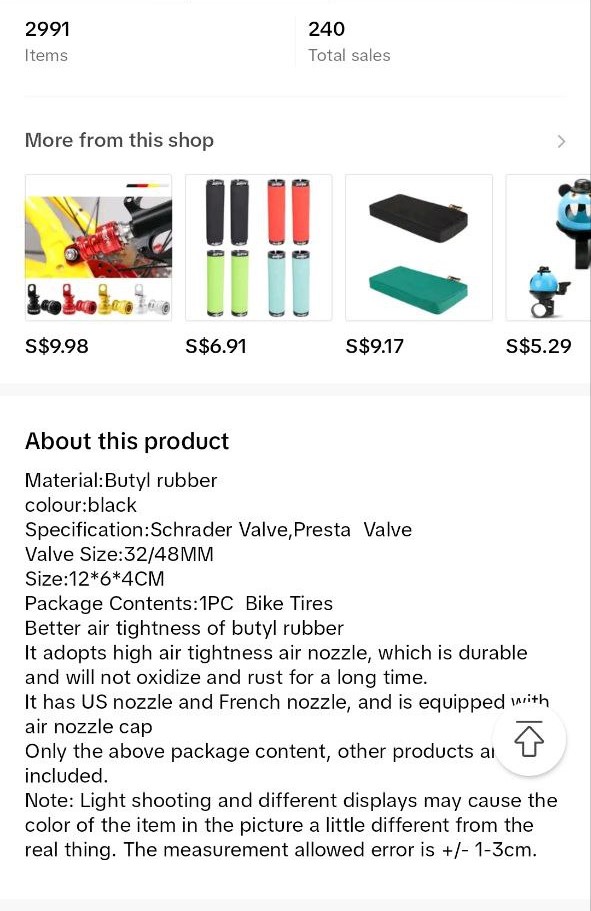 2991
Items
240
Total sales
More from this shop
S$9.98
S$6.91
S$9.17
S$5.29
About this product
Material:Butyl rubber
colour:black
Specification:Schrader Valve,Presta  Valve
Valve Size:32/48MM
Size:12*6*4CM
Package Contents:1PC  Bike Tires
Better air tightness of butyl rubber
It adopts high air tightness air nozzle, which is durable
and will not oxidize and rust for a long time.
It has US nozzle and French nozzle, and is equipped with
air nozzle cap
Only the above package content, other products
included.
Note: Light shooting and different displays may cause the
color of the item in the picture a little different from the
real thing. The measurement allowed error is +/- 1-3cm.